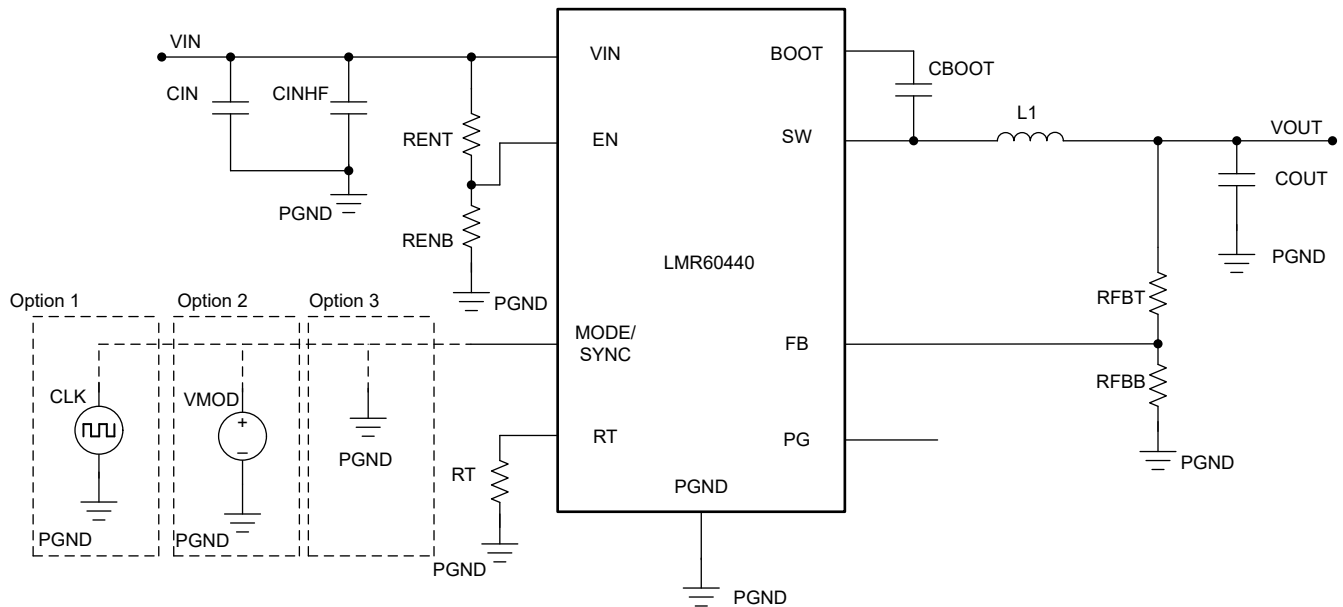 VIN
CIN
CINHF
PGND
RENT
RENB
PGND
VIN
EN
MODE/
SYNC
RT
BOOT
SW
FB
PG
LMR60440
PGND
PGND
CBOOT
L1
VOUT
COUT
PGND
RFBT
RFBB
PGND
Option 1
CLK
PGND
Option 2
VMOD
+
−
PGND
Option 3
PGND
RT
PGND